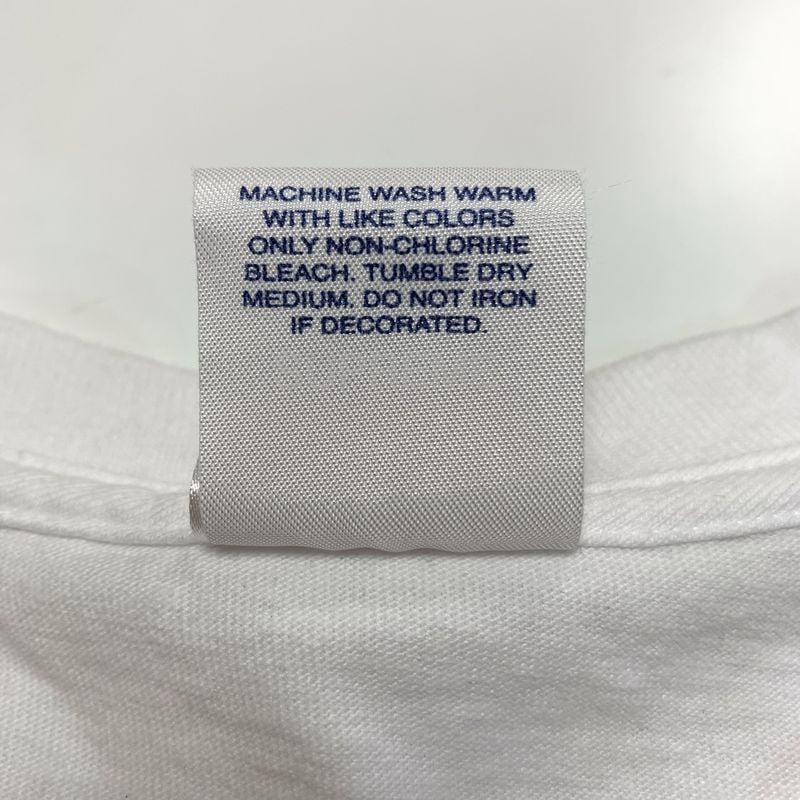 MACHINE WASH WARM
WITH LIKE COLORS
ONLY NON-CHLORINE
BLEACH. TUMBLE DRY
MEDIUM. DO NOT IRON
IF DECORATED.